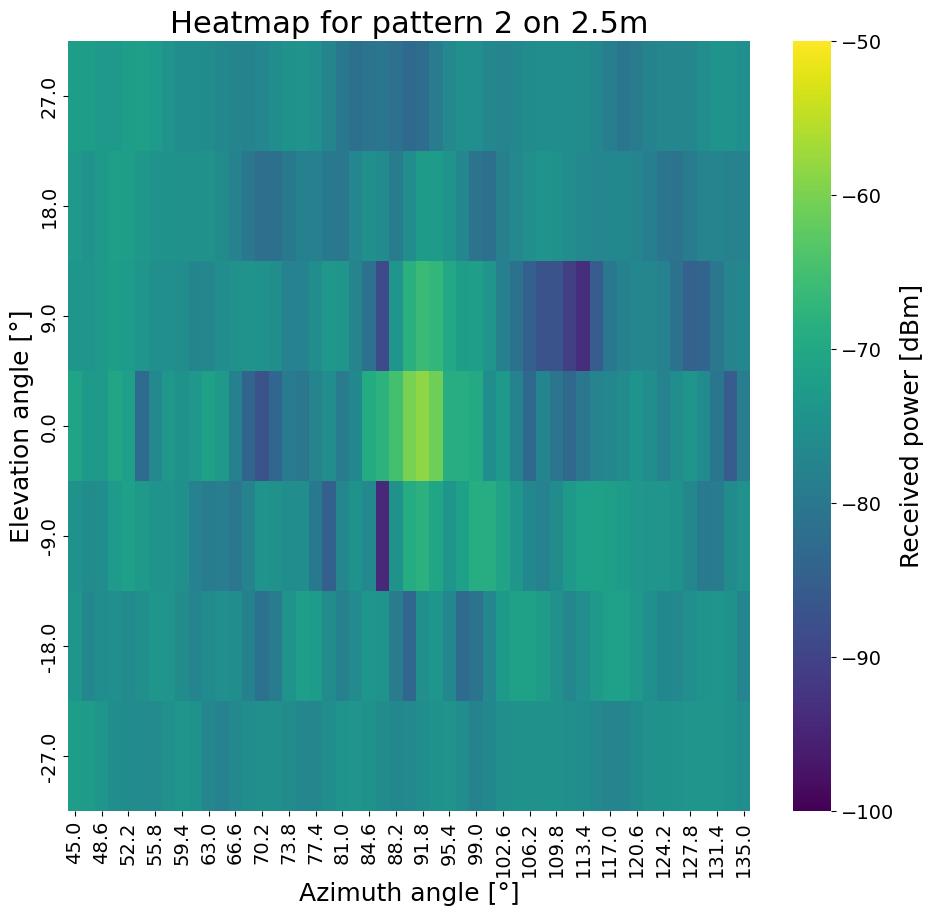 Heatmap for pattern 2 on 2.5m
Elevation angle [°]
27.0
18.0
9.0
0.0
-9.0
-18.0
-27.0
45.0 48.6 52.2 55.8 59.4 63.0 66.6 70.2 73.8 77.4 81.0 84.6 88.2 91.8 95.4 99.0 102.6 106.2 109.8 113.4 117.0 120.6 124.2 127.8 131.4 135.0
Azimuth angle [°]
−50
−60
−70
−80
−90
−100
Received power [dBm]